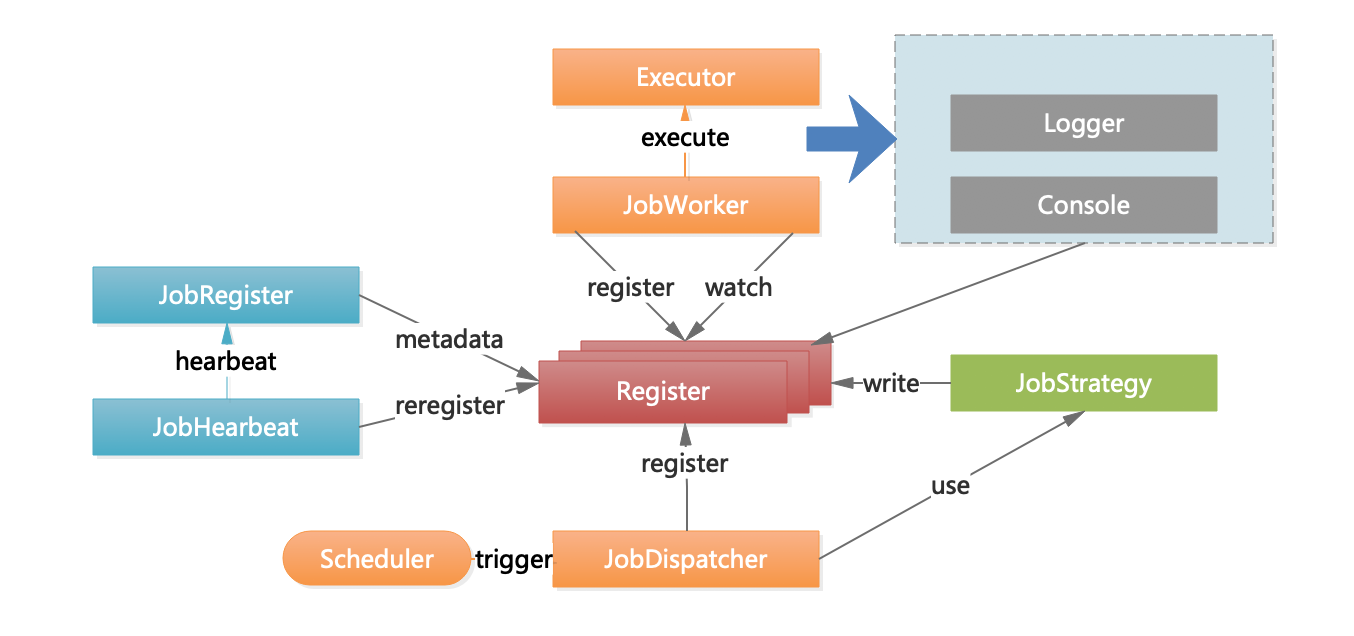 Executor
execute
Logger
JobWorker
Console
register
watch
JobRegister
metadata
hearbeat
Register
write
JobStrategy
JobHearbeat
reregister
register
use
Scheduler
trigger
JobDispatcher